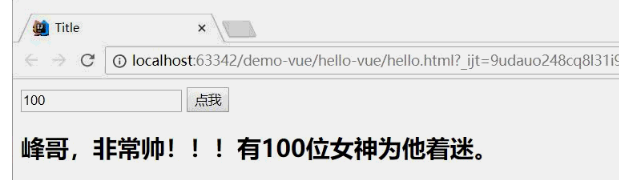 Title
localhost:63342/demo-vue/hello-vue/hello.html?_ijt=9udauo248cq8l31i9
100 点我
峰哥，非常帅！！！有100位女神为他着迷。